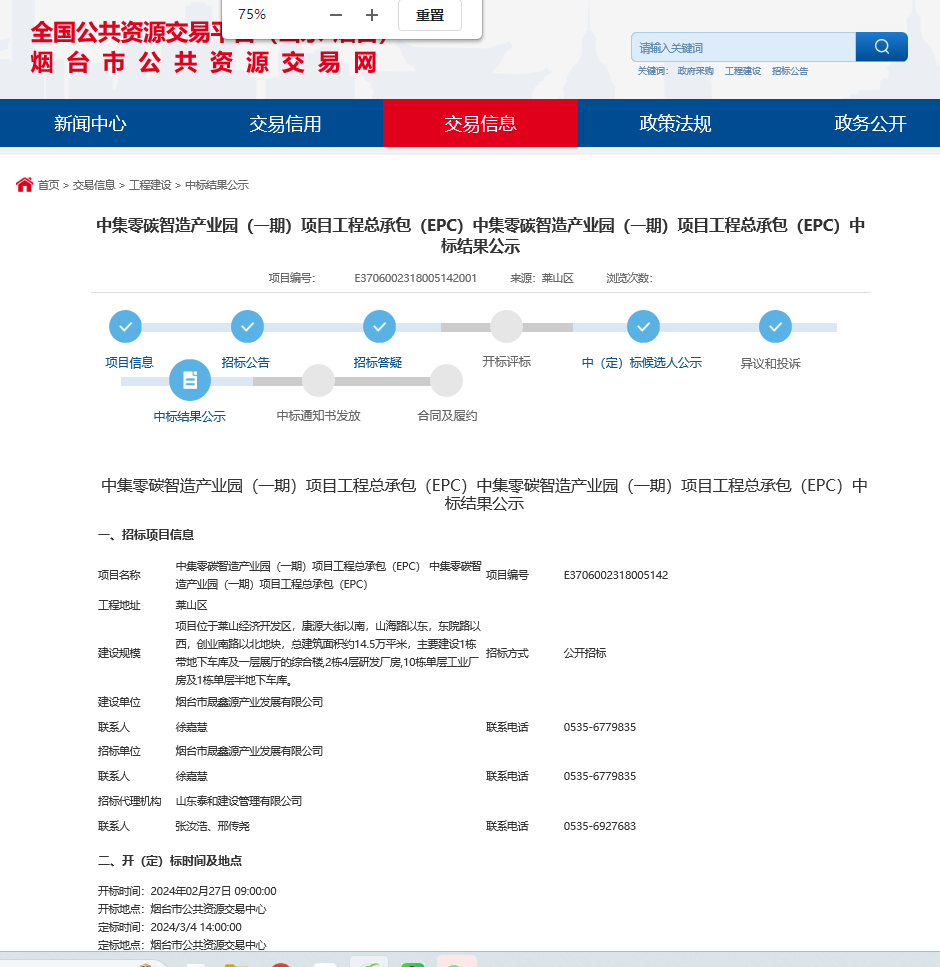 75%
重置
全国公共资源交易平
烟台市公共资源交易网
请输入关键词
关键词： 政府采购 工程建设 招标公告
新闻中心 交易信用 交易信息 政策法规 政务公开
首页 > 交易信息 > 工程建设 > 中标结果公示
中集零碳智造产业园（一期）项目工程总承包（EPC）中集零碳智造产业园（一期）项目工程总承包（EPC）中
标结果公示
项目编号： E3706002318005142001 来源：莱山区 浏览次数：
项目信息 招标公告 招标答疑 开标评标 中（定）标候选人公示 异议和投诉
中标结果公示 中标通知书发放 合同及履约
中集零碳智造产业园（一期）项目工程总承包（EPC）中集零碳智造产业园（一期）项目工程总承包（EPC）中
标结果公示
一、招标项目信息
项目名称 中集零碳智造产业园（一期）项目工程总承包（EPC） 中集零碳智
造产业园（一期）项目工程总承包（EPC） 项目编号 E3706002318005142
工程地址 莱山区
建设规模 项目位于莱山经济开发区，康源大街以南，山海路以东，东院路以
西，创业南路以北地块，总建筑面积约14.5万平米，主要建设1栋
带地下车库及一层展厅的综合楼,2栋4层研发厂房,10栋单层工业厂
房及1栋单层半地下车库。 招标方式 公开招标
建设单位 烟台市晟鑫源产业发展有限公司
联系人 徐嘉慧 联系电话 0535-6779835
招标单位 烟台市晟鑫源产业发展有限公司
联系人 徐嘉慧 联系电话 0535-6779835
招标代理机构 山东泰和建设管理有限公司
联系人 张汝浩、邢传尧 联系电话 0535-6927683
二、开（定）标时间及地点
开标时间：2024年02月27日 09:00:00
开标地点：烟台市公共资源交易中心
定标时间：2024/3/4 14:00:00
定标地点：烟台市公共资源交易中心